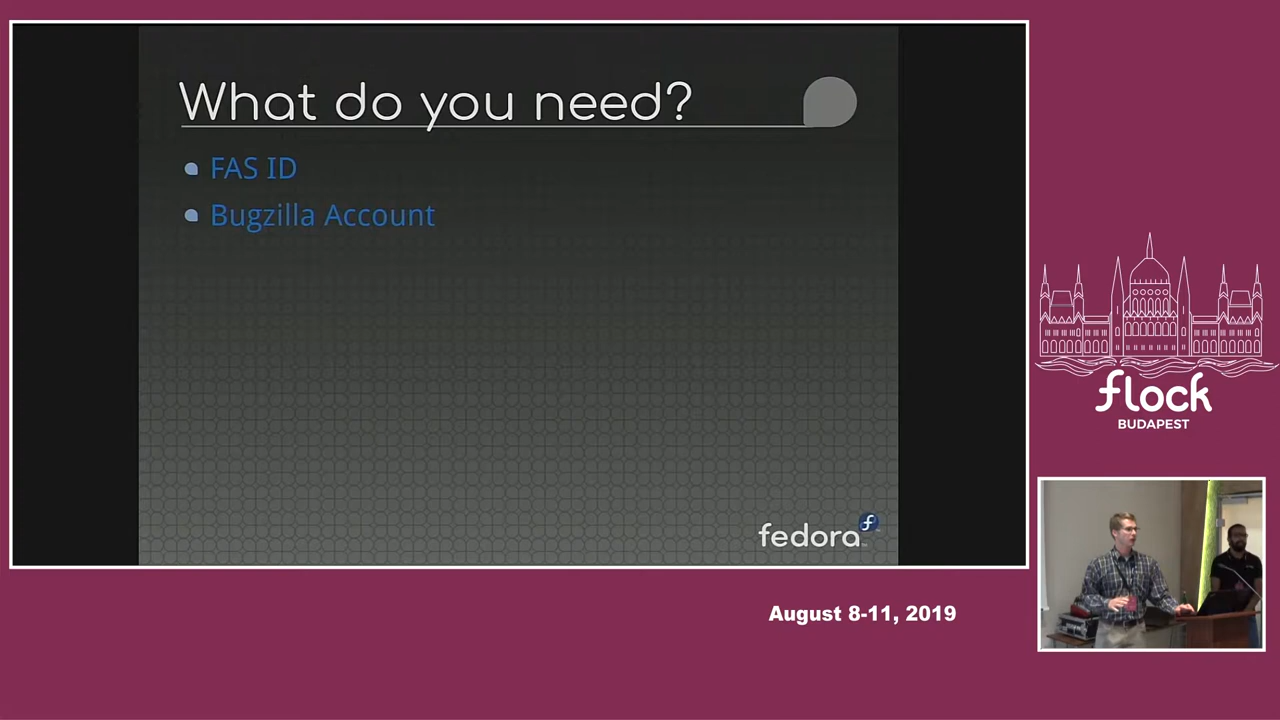 What do you need?
FAS ID
Bugzilla Account
fedora
flock
BUDAPEST
August 8-11, 2019